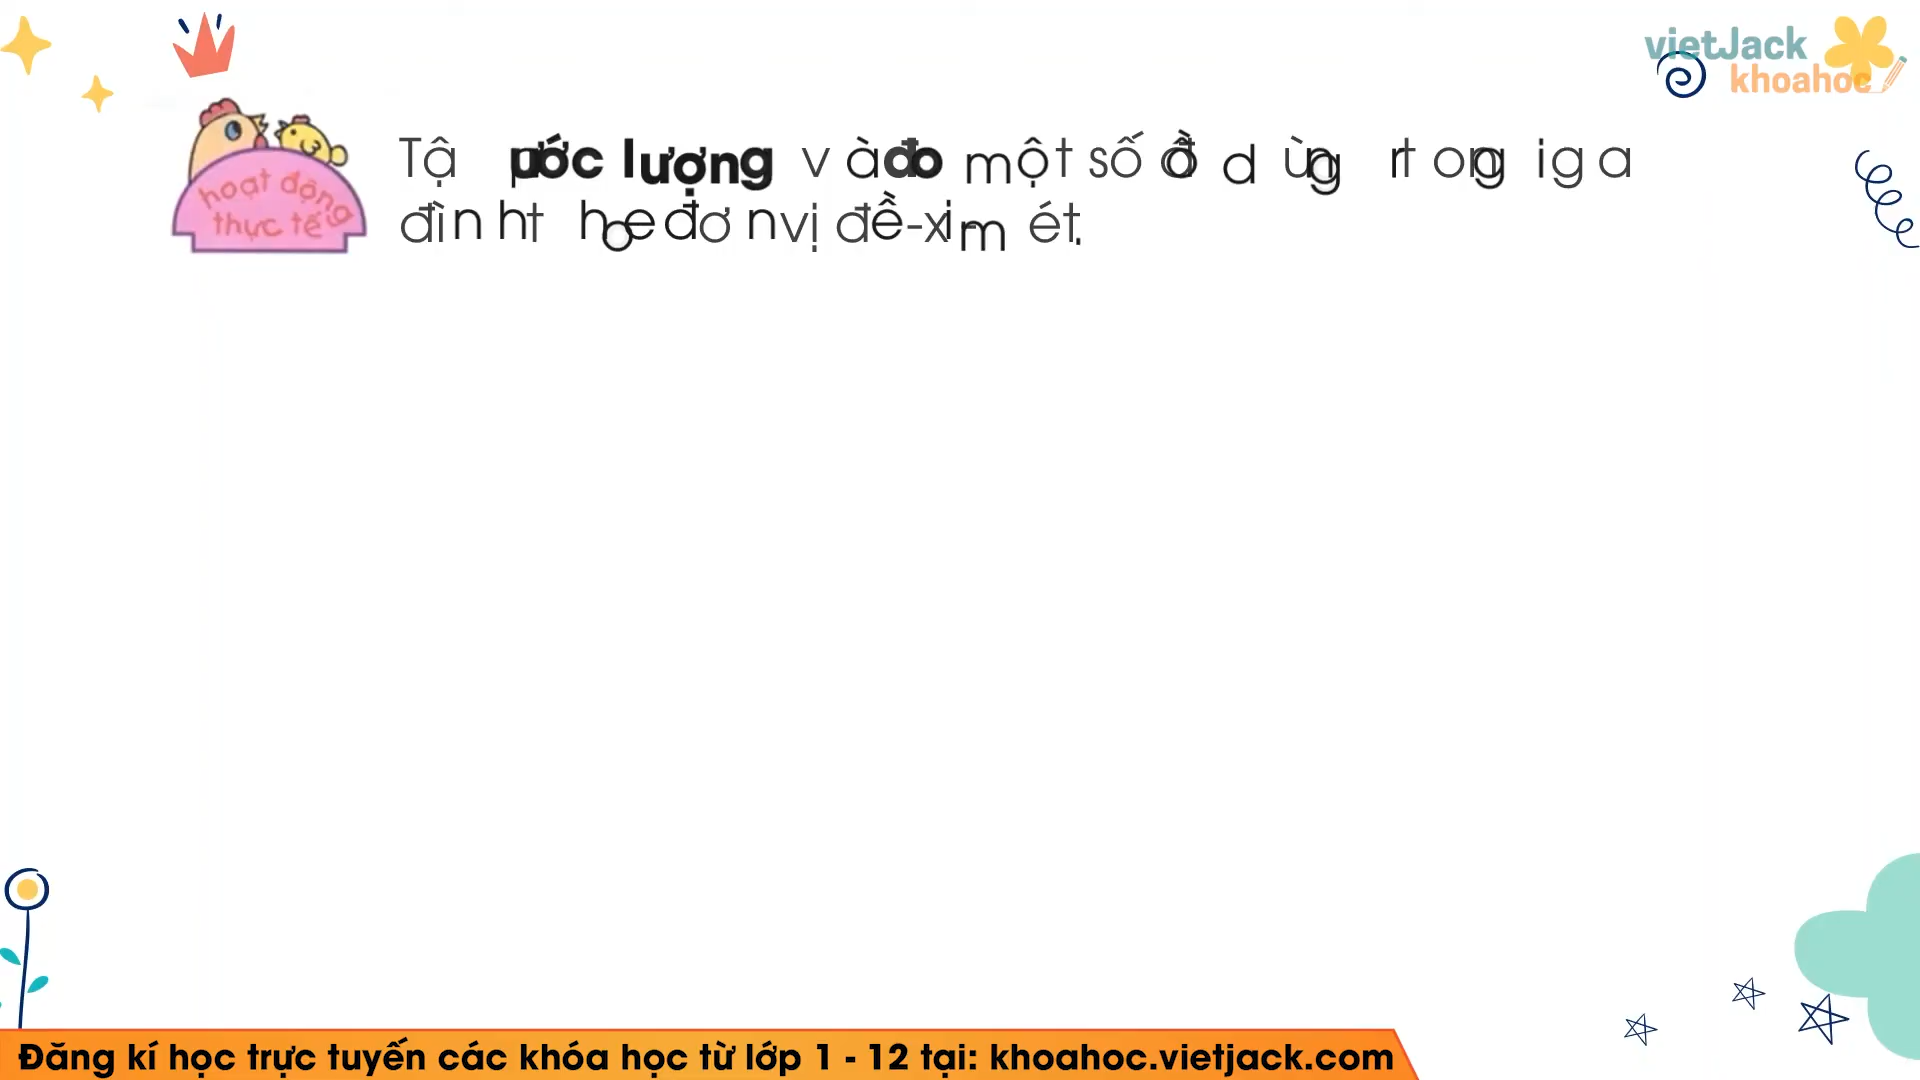 vietJack
khoahoc
hoạt động
thực tế
Tập ước lượng và đo một số đồ dùng trong gia
đình theo đơn vị đề-xi-mét.
Đăng kí học trực tuyến các khóa học từ lớp 1 - 12 tại: khoahoc.vietjack.com